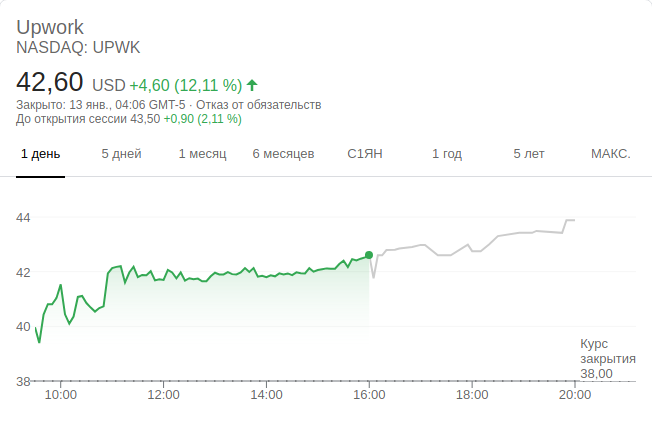 Upwork
NASDAQ: UPWK
42,60 USD +4,60 (12,11 %)
Закрыто: 13 янв., 04:06 GMT-5 · Отказ от обязательств
До открытия сессии 43,50 +0,90 (2,11 %)
1 день 5 дней 1 месяц 6 месяцев С1ЯН 1 год 5 лет МАКС.
44
42
40
Курс
закрытия
38,00
38
10:00 12:00 14:00 16:00 18:00 20:00